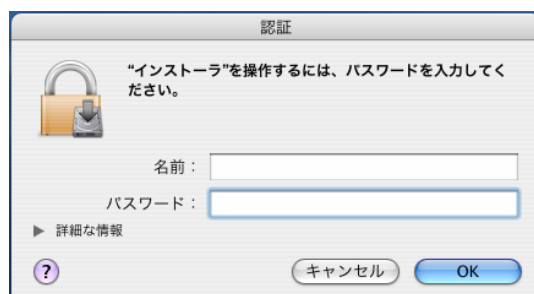 認証
“インストーラ”を操作するには、パスワードを入力してく
ださい。
名前：
パスワード：
詳細な情報
?
キャンセル
OK